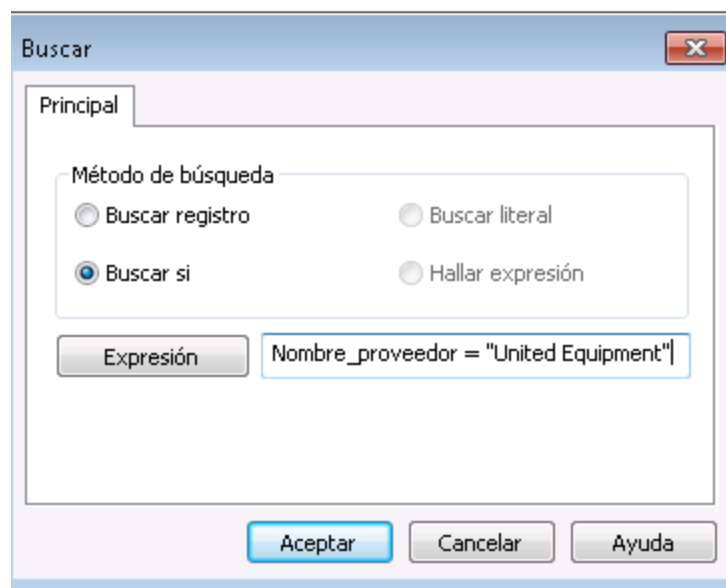 Buscar
Principal
Método de búsqueda
Buscar registro
Buscar literal
Buscar si
Hallar expresión
Expresión
Nombre_proveedor = "United Equipment"
Aceptar
Cancelar
Ayuda